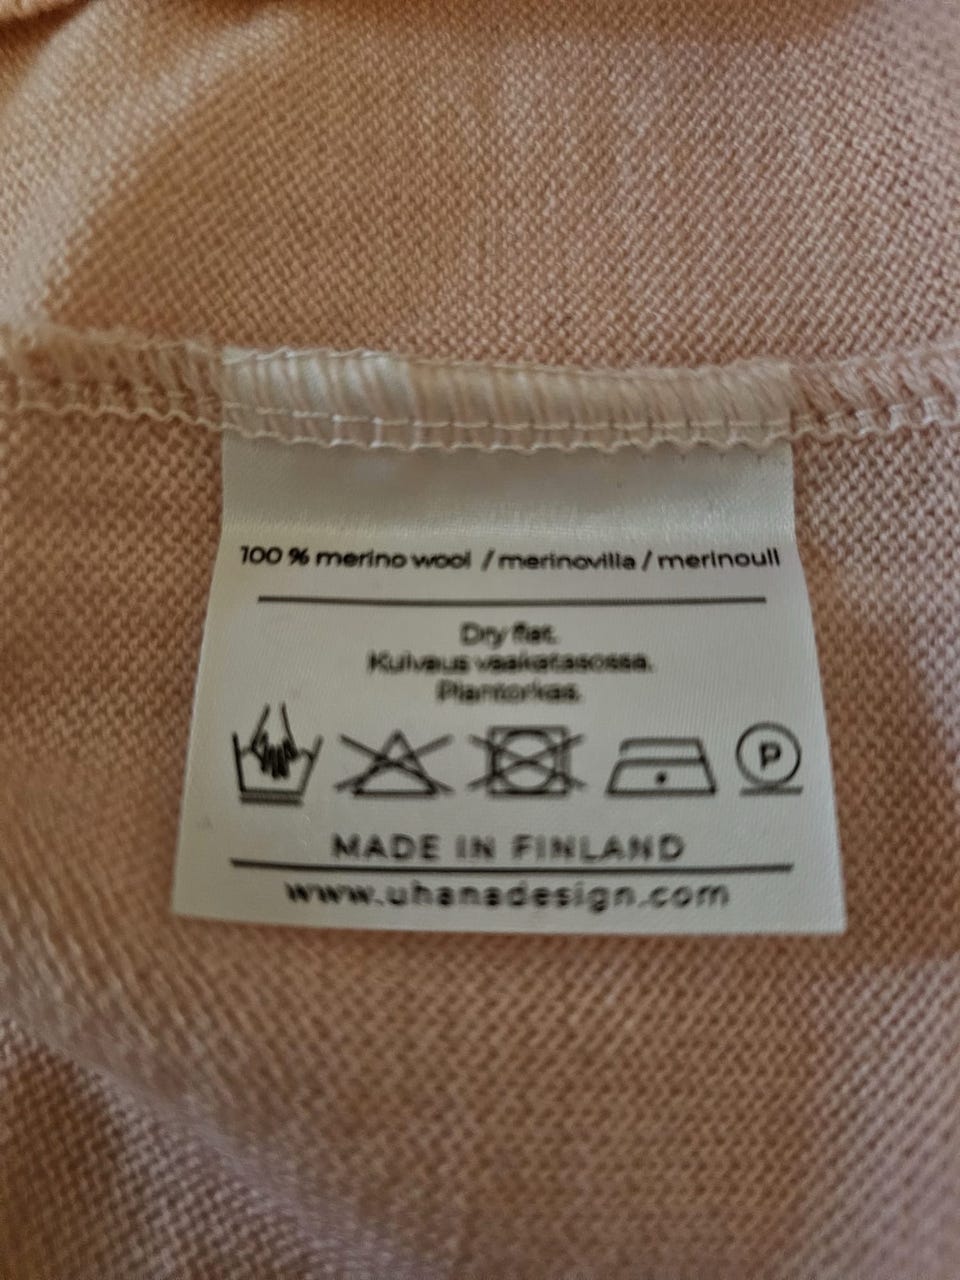 100 % merino wool / merinovilla / merinoull
Dry flat.
Kuivaus vaakatasossa.
Plantorkas.
P
MADE IN FINLAND
www.uhanadesign.com